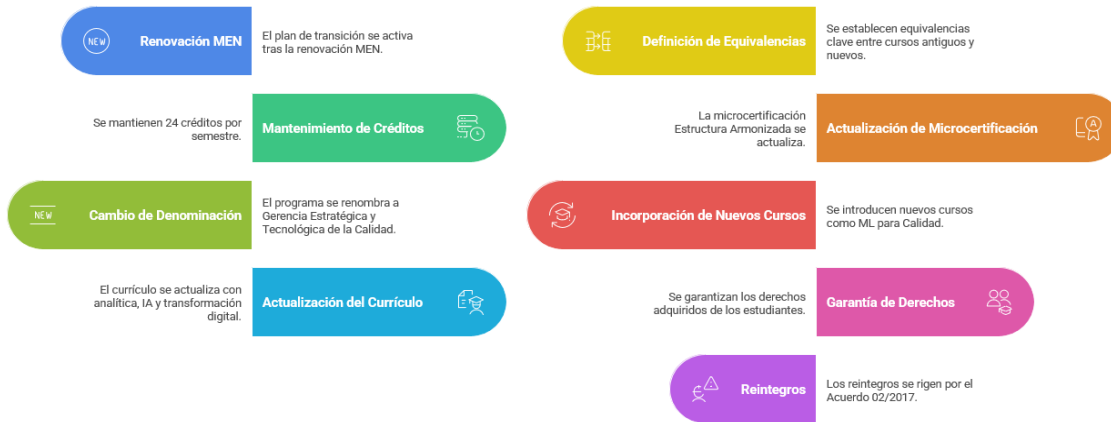 NEW
Renovación MEN
El plan de transición se activa
tras la renovación MEN.
Se mantienen 24 créditos por
semestre.
Mantenimiento de Créditos
NEW
Cambio de Denominación
El programa se renombra a
Gerencia Estratégica y
Tecnológica de la Calidad.
El currículo se actualiza con
analítica, IA y transformación
digital.
Actualización del Currículo
Definición de Equivalencias
Se establecen equivalencias
clave entre cursos antiguos y
nuevos.
La microcertificación
Estructura Armonizada se
actualiza.
Actualización de Microcertificación
A
Incorporación de Nuevos Cursos
Se introducen nuevos cursos
como ML para Calidad.
Se garantizan los derechos
adquiridos de los estudiantes.
Garantía de Derechos
Reintegros
Los reintegros se rigen por el
Acuerdo 02/2017.